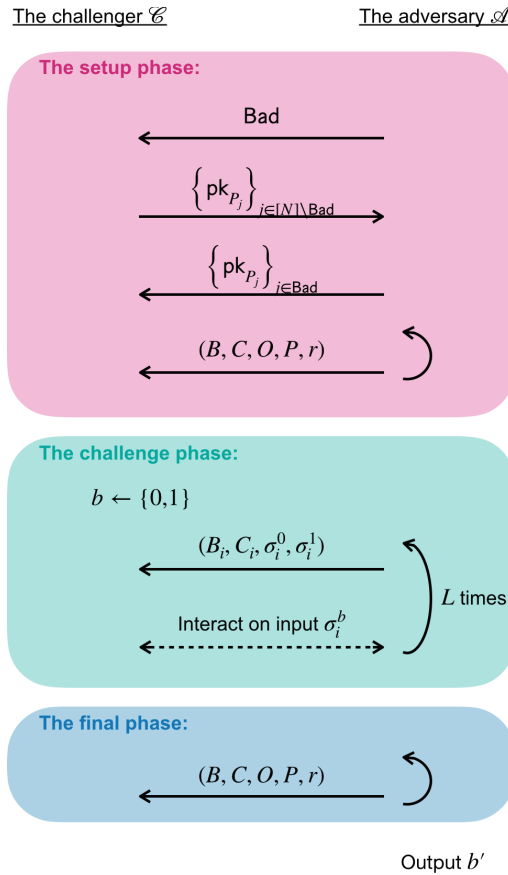 The challenger 𝒞 The adversary 𝒜
The setup phase:
Bad
{pk_{P_j}}_{j∈[N]\Bad}
{pk_{P_j}}_{j∈Bad}
(B, C, O, P, r)
The challenge phase:
b ← {0,1}
(B_i, C_i, σ_i^0, σ_i^1)
L times
Interact on input σ_i^b
The final phase:
(B, C, O, P, r)
Output b′